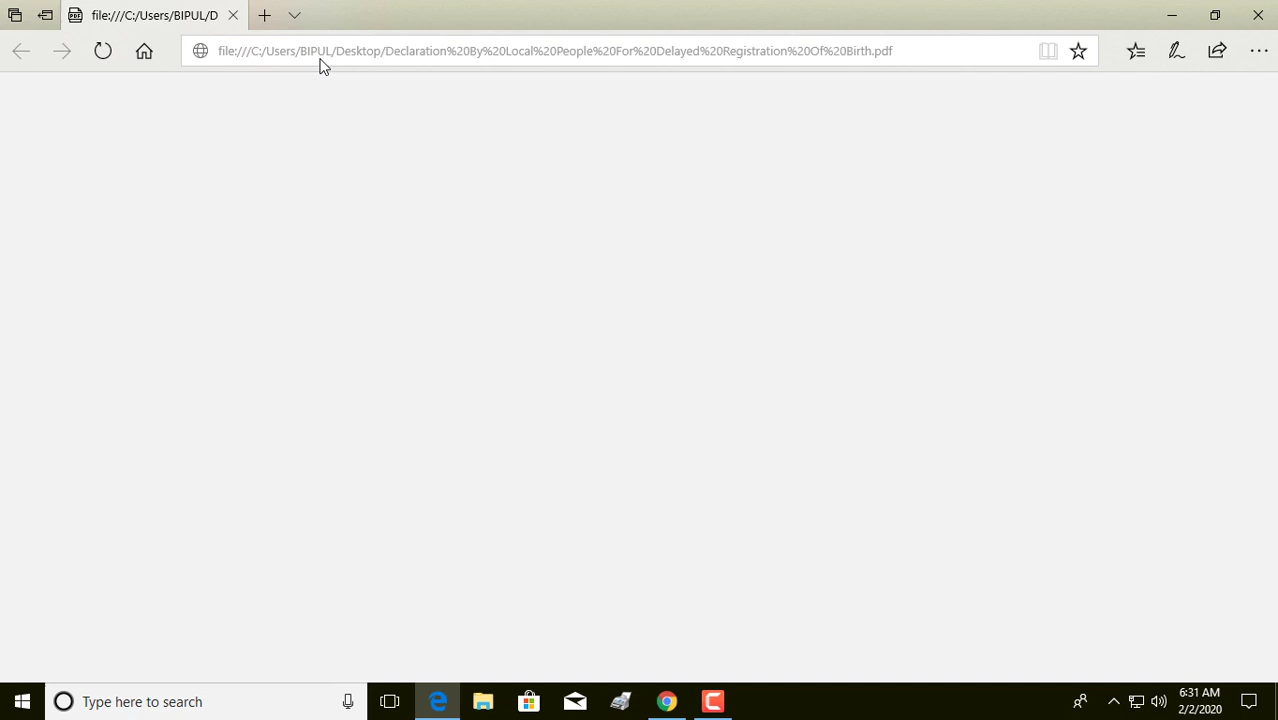 file:///C:/Users/BIPUL/D
file:///C:/Users/BIPUL/Desktop/Declaration%20By%20Local%20People%20For%20Delayed%20Registration%20Of%20Birth.pdf
Type here to search
6:31 AM
2/2/2020